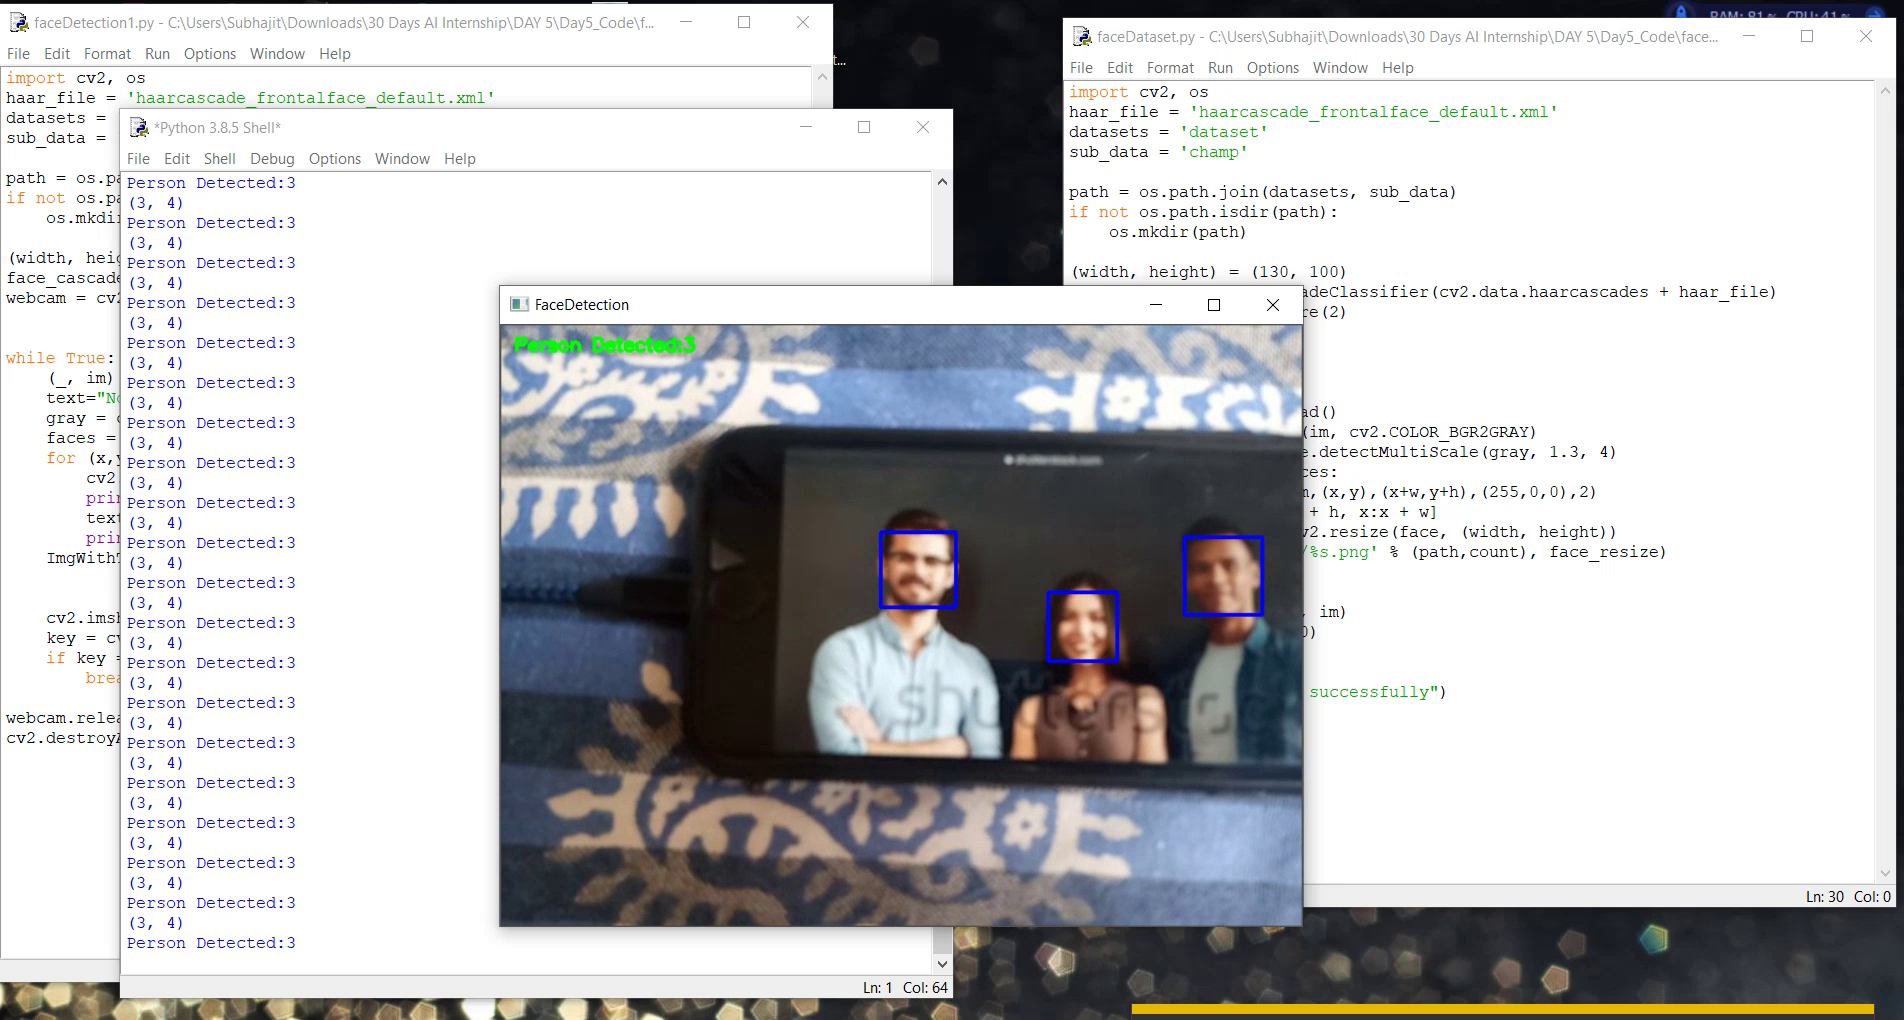 faceDetection1.py - C:\Users\Subhajit\Downloads\30 Days AI Internship\DAY 5\Day5_Code\f...
File Edit Format Run Options Window Help
import cv2, os
haar_file = 'haarcascade_frontalface_default.xml'
datasets =
sub_data =
path = os.pa
if not os.pa
os.mkdi
(width, heig
face_cascade
webcam = cv2
while True:
(_, im)
text="No
gray = c
faces =
for (x,y
cv2.
prin
text
prin
ImgWithT
cv2.imsh
key = cv
if key =
brea
webcam.relea
cv2.destroyA
*Python 3.8.5 Shell*
File Edit Shell Debug Options Window Help
Person Detected:3
(3, 4)
Person Detected:3
(3, 4)
Person Detected:3
(3, 4)
Person Detected:3
(3, 4)
Person Detected:3
(3, 4)
Person Detected:3
(3, 4)
Person Detected:3
(3, 4)
Person Detected:3
(3, 4)
Person Detected:3
(3, 4)
Person Detected:3
(3, 4)
Person Detected:3
(3, 4)
Person Detected:3
(3, 4)
Person Detected:3
(3, 4)
Person Detected:3
(3, 4)
Person Detected:3
(3, 4)
Person Detected:3
(3, 4)
Person Detected:3
(3, 4)
Person Detected:3
(3, 4)
Person Detected:3
(3, 4)
Person Detected:3
Ln: 1 Col: 64
FaceDetection
Person Detected:3
shutterstock
RAM: 81% CPU: 41%
faceDataset.py - C:\Users\Subhajit\Downloads\30 Days AI Internship\DAY 5\Day5_Code\face...
File Edit Format Run Options Window Help
import cv2, os
haar_file = 'haarcascade_frontalface_default.xml'
datasets = 'dataset'
sub_data = 'champ'
path = os.path.join(datasets, sub_data)
if not os.path.isdir(path):
os.mkdir(path)
(width, height) = (130, 100)
adeClassifier(cv2.data.haarcascades + haar_file)
re(2)
ad()
(im, cv2.COLOR_BGR2GRAY)
e.detectMultiScale(gray, 1.3, 4)
ces:
m,(x,y),(x+w,y+h),(255,0,0),2)
+ h, x:x + w]
v2.resize(face, (width, height))
/%s.png' % (path,count), face_resize)
, im)
0)
successfully")
Ln: 30 Col: 0